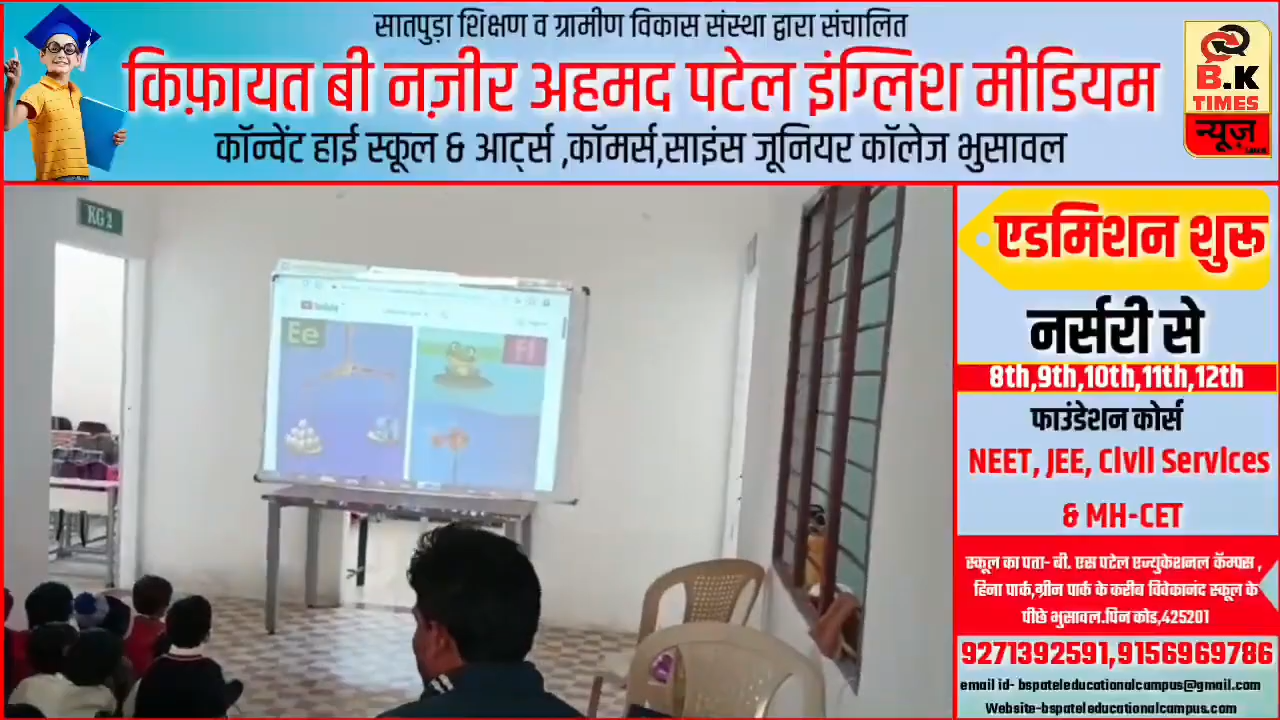 सातपुड़ा शिक्षण व ग्रामीण विकास संस्था द्वारा संचालित
किफ़ायत बी नज़ीर अहमद पटेल इंग्लिश मीडियम
कॉन्वेंट हाई स्कूल & आर्ट्स ,कॉमर्स,साइंस जूनियर कॉलेज भुसावल
B.K
TIMES
न्यूज़
KG 2
YouTube
Ee
Ff
एडमिशन शुरू
नर्सरी से
8th,9th,10th,11th,12th
फाउंडेशन कोर्स
NEET, JEE, Civil Services
& MH-CET
स्कूल का पता- बी. एस पटेल एज्युकेशनल कॅम्पस ,
हिना पार्क,ग्रीन पार्क के करीब विवेकानंद स्कूल के
पीछे भुसावल.पिन कोड,425201
9271392591,9156969786
email id- bspateleducationalcampus@gmail.com
Website-bspateleducationalcampus.com